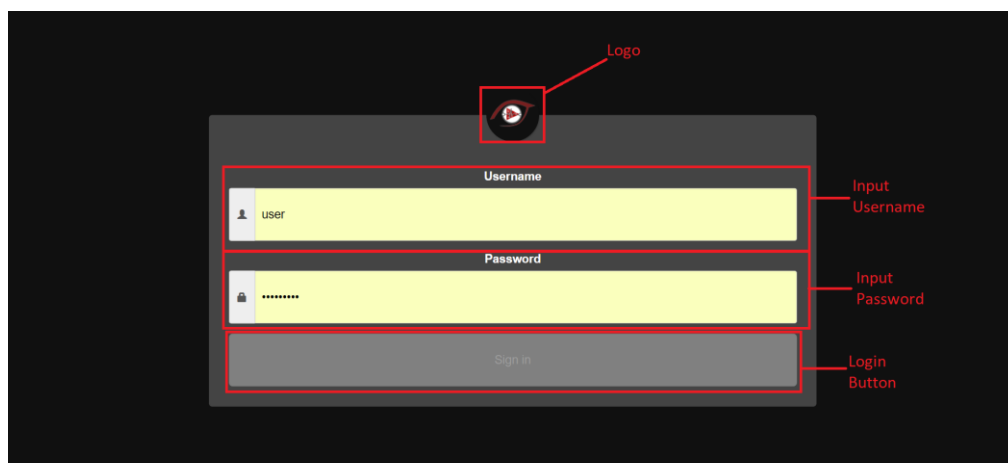 Logo
Username
Input
Username
user
Password
Input
Password
•••••••••
Sign in
Login
Button